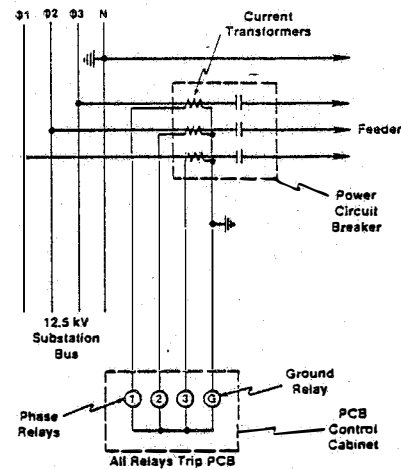 Φ1 Φ2 Φ3 N
Current
Transformers
Feeder
Power
Circuit
Breaker
12.5 kV
Substation
Bus
Ground
Relay
1 2 3 G
Phase
Relays
PCB
Control
Cabinet
All Relays Trip PCB